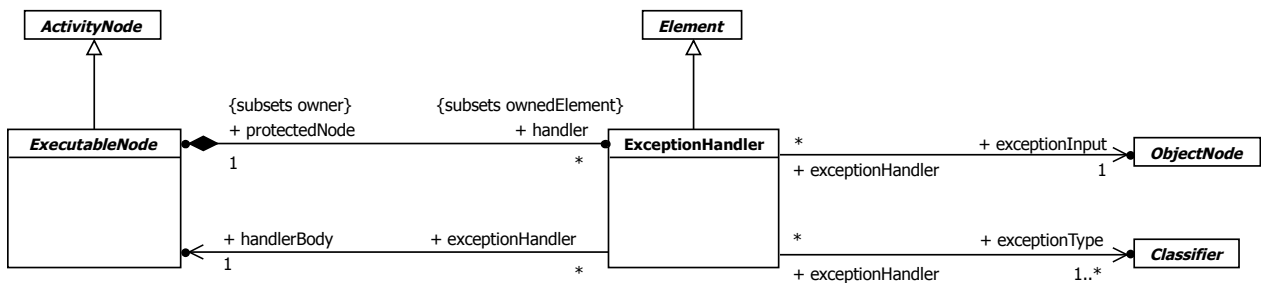 ActivityNode
Element
{subsets owner}
{subsets ownedElement}
+ protectedNode
+ handler
ExecutableNode
ExceptionHandler
1
*
*
+ exceptionInput
ObjectNode
+ exceptionHandler
1
+ handlerBody
+ exceptionHandler
1
*
*
+ exceptionType
Classifier
+ exceptionHandler
1..*